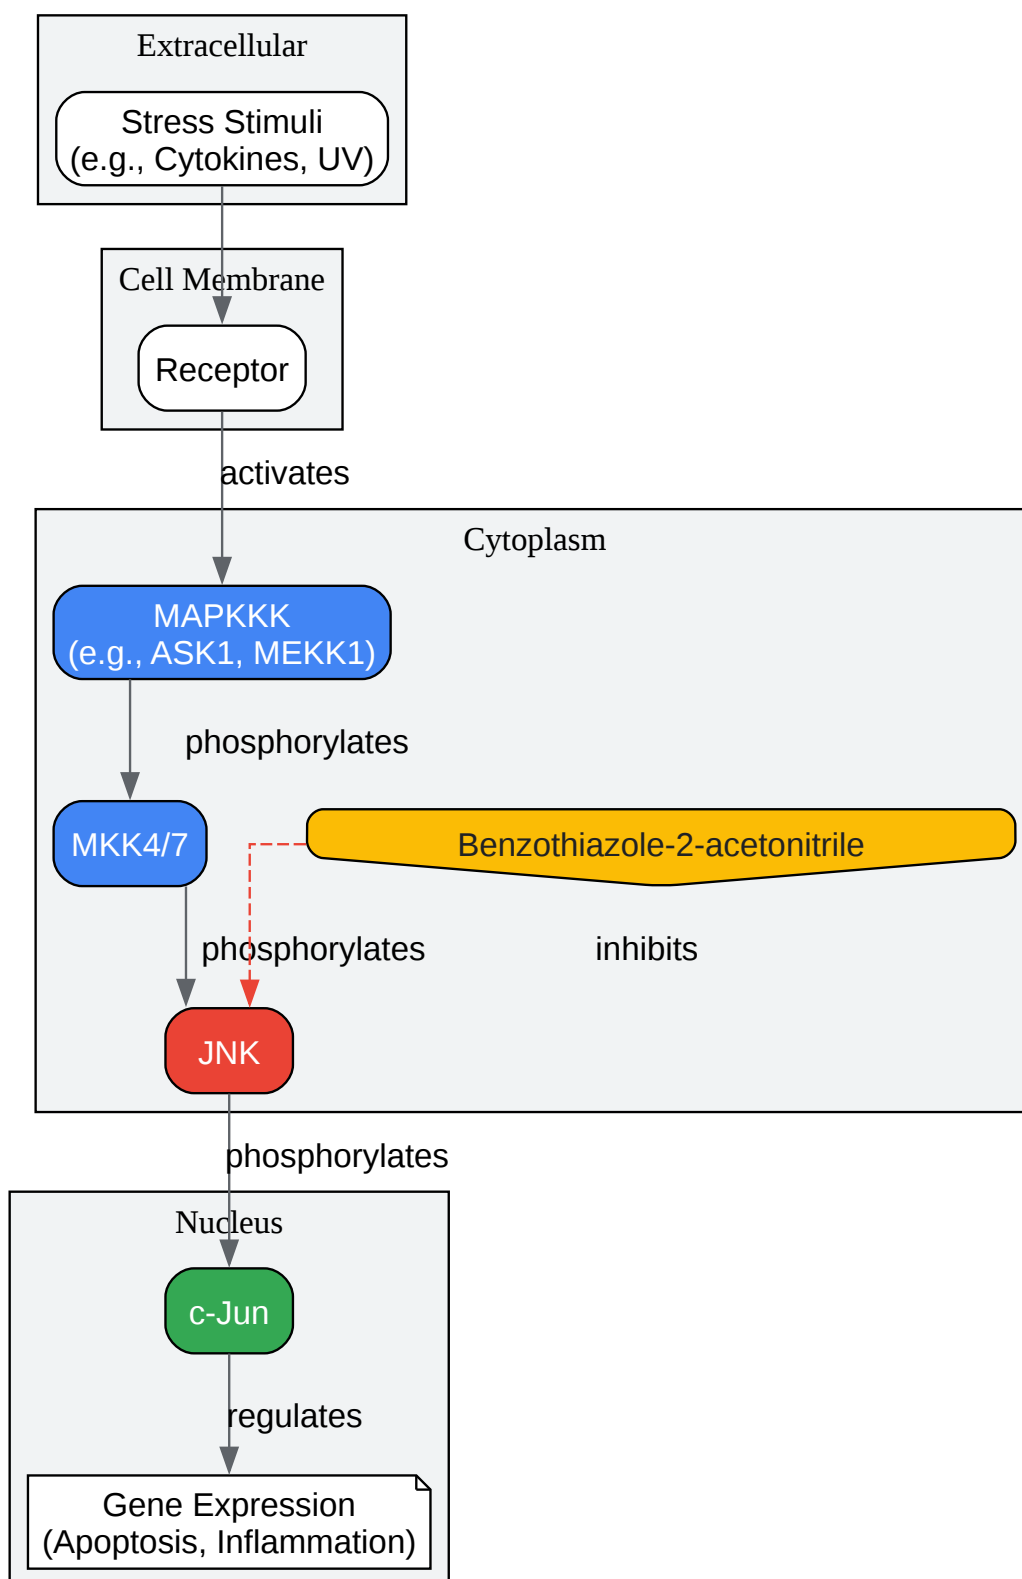 Extracellular
Stress Stimuli
(e.g., Cytokines, UV)
Cell Membrane
Receptor
activates
Cytoplasm
MAPKKK
(e.g., ASK1, MEKK1)
phosphorylates
MKK4/7
Benzothiazole-2-acetonitrile
phosphorylates
inhibits
JNK
phosphorylates
Nucleus
c-Jun
regulates
Gene Expression
(Apoptosis, Inflammation)